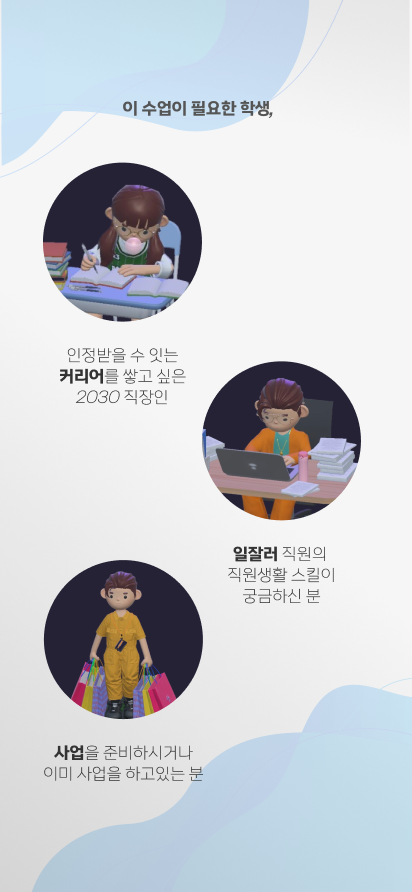 이 수업이 필요한 학생,
인정받을 수 잇는
커리어를 쌓고 싶은
2030 직장인
일잘러 직원의
직원생활 스킬이
궁금하신 분
사업을 준비하시거나
이미 사업을 하고있는 분